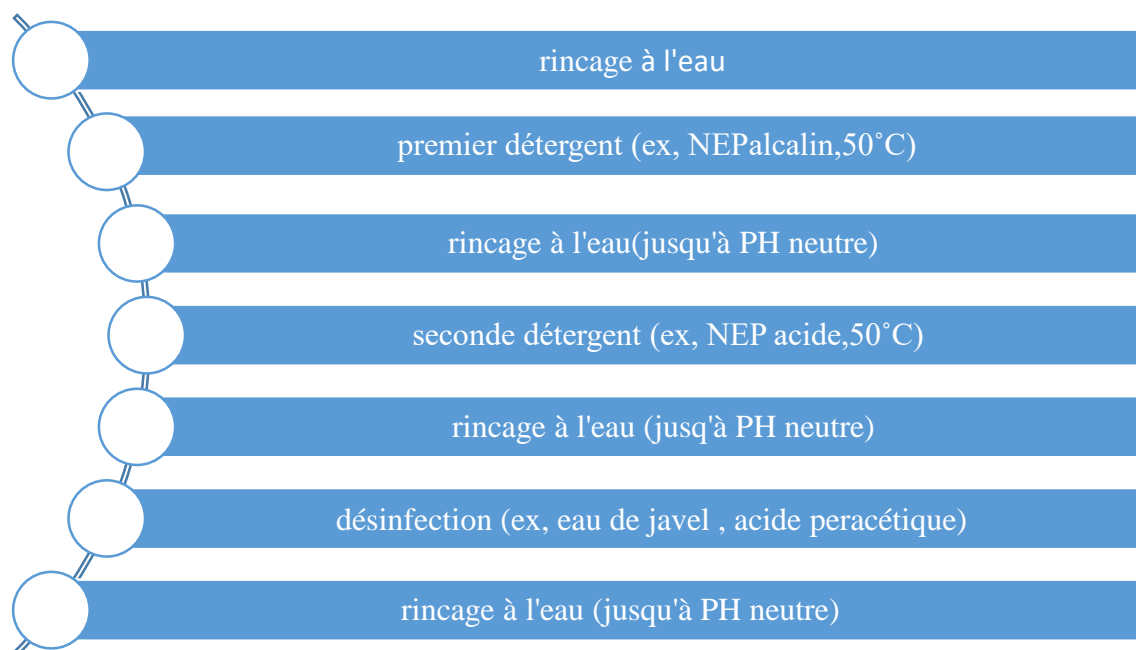 rincage à l'eau
premier détergent (ex, NEPalcalin,50˚C)
rincage à l'eau(jusqu'à PH neutre)
seconde détergent (ex, NEP acide,50˚C)
rincage à l'eau (jusq'à PH neutre)
désinfection (ex, eau de javel , acide peracétique)
rincage à l'eau (jusqu'à PH neutre)